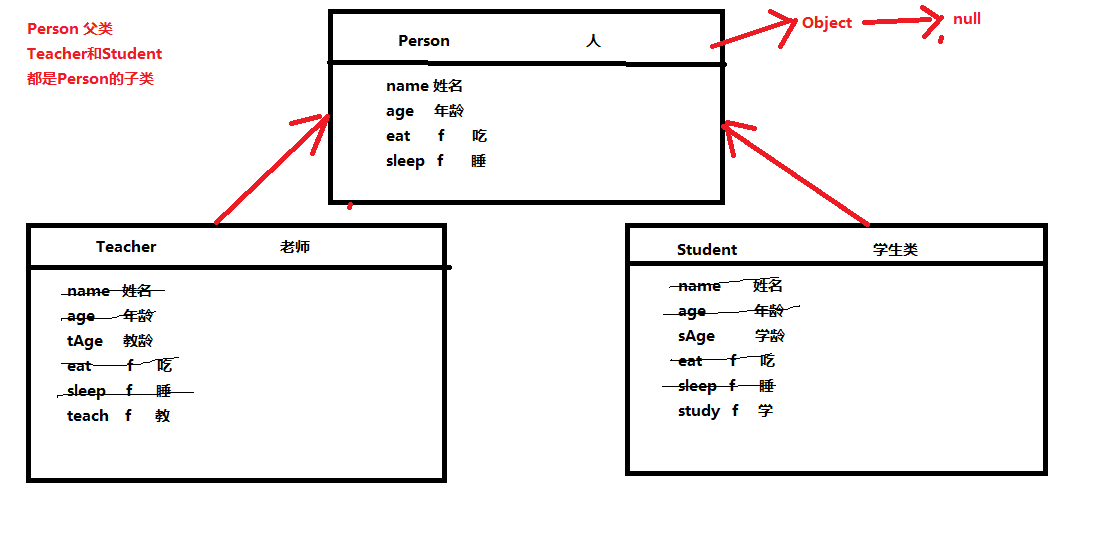 Person 父类
Teacher和Student
都是Person的子类
Person 人
Object
null
name 姓名
age 年龄
eat f 吃
sleep f 睡
Teacher 老师
name 姓名
age 年龄
tAge 教龄
eat f 吃
sleep f 睡
teach f 教
Student 学生类
name 姓名
age 年龄
sAge 学龄
eat f 吃
sleep f 睡
study f 学